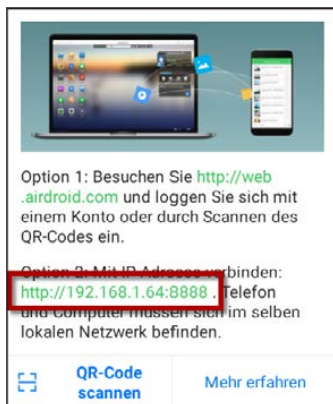 Option 1: Besuchen Sie http://web
.airdroid.com und loggen Sie sich mit
einem Konto oder durch Scannen des
QR-Codes ein.
Option 2: Mit IP-Adresse verbinden:
http://192.168.1.64:8888 . Telefon
und Computer müssen sich im selben
lokalen Netzwerk befinden.
QR-Code
scannen
Mehr erfahren